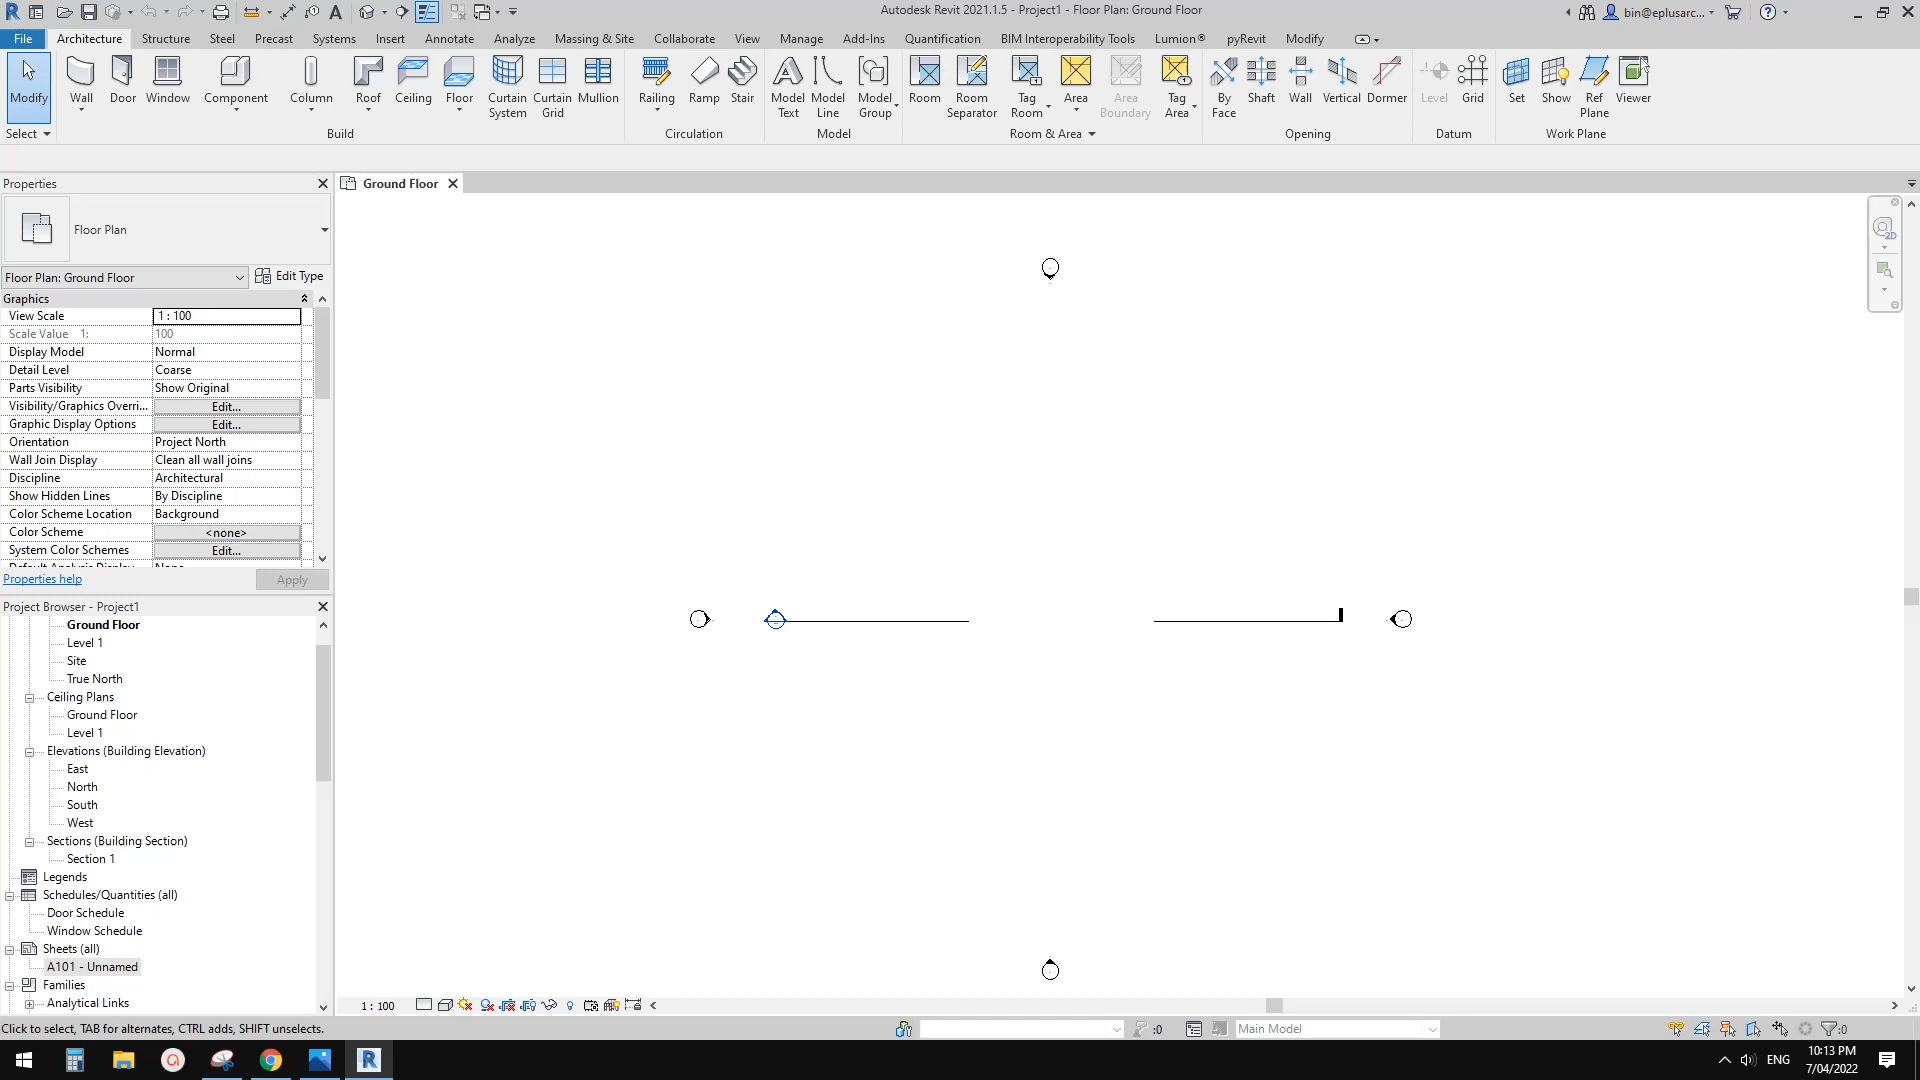 Autodesk Revit 2021.1.5 - Project1 - Floor Plan: Ground Floor
bin@eplusarc...
File Architecture Structure Steel Precast Systems Insert Annotate Analyze Massing & Site Collaborate View Manage Add-Ins Quantification BIM Interoperability Tools Lumion® pyRevit Modify
Modify Wall Door Window Component Column Roof Ceiling Floor Curtain System Curtain Grid Mullion Railing Ramp Stair Model Text Model Line Model Group Room Room Separator Tag Room Area Area Boundary Tag Area By Face Shaft Wall Vertical Dormer Level Grid Set Show Ref Plane Viewer
Select Build Circulation Model Room & Area Opening Datum Work Plane
Properties
Ground Floor
2D
Floor Plan
Floor Plan: Ground Floor Edit Type
Graphics
View Scale 1 : 100
Scale Value 1: 100
Display Model Normal
Detail Level Coarse
Parts Visibility Show Original
Visibility/Graphics Overri... Edit...
Graphic Display Options Edit...
Orientation Project North
Wall Join Display Clean all wall joins
Discipline Architectural
Show Hidden Lines By Discipline
Color Scheme Location Background
Color Scheme <none>
System Color Schemes Edit...
Properties help Apply
Project Browser - Project1
Ground Floor
Level 1
Site
True North
Ceiling Plans
Ground Floor
Level 1
Elevations (Building Elevation)
East
North
South
West
Sections (Building Section)
Section 1
Legends
Schedules/Quantities (all)
Door Schedule
Window Schedule
Sheets (all)
A101 - Unnamed
Families
Analytical Links
1 : 100
Click to select, TAB for alternates, CTRL adds, SHIFT unselects.
:0
Main Model
:0
ENG
10:13 PM
7/04/2022